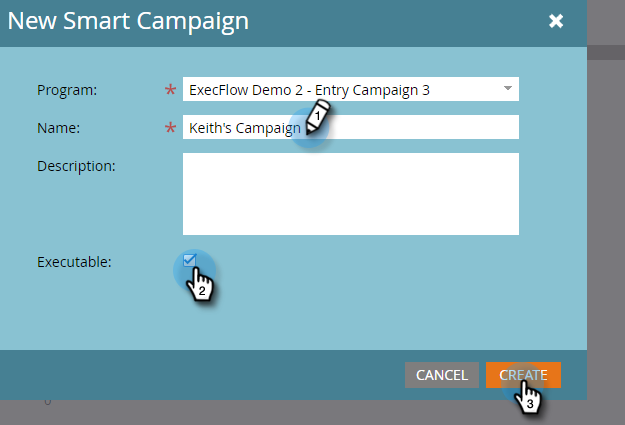 New Smart Campaign
Program: * ExecFlow Demo 2 - Entry Campaign 3
Name: * Keith's Campaign 1
Description:
Executable:
2
CANCEL CREATE
3